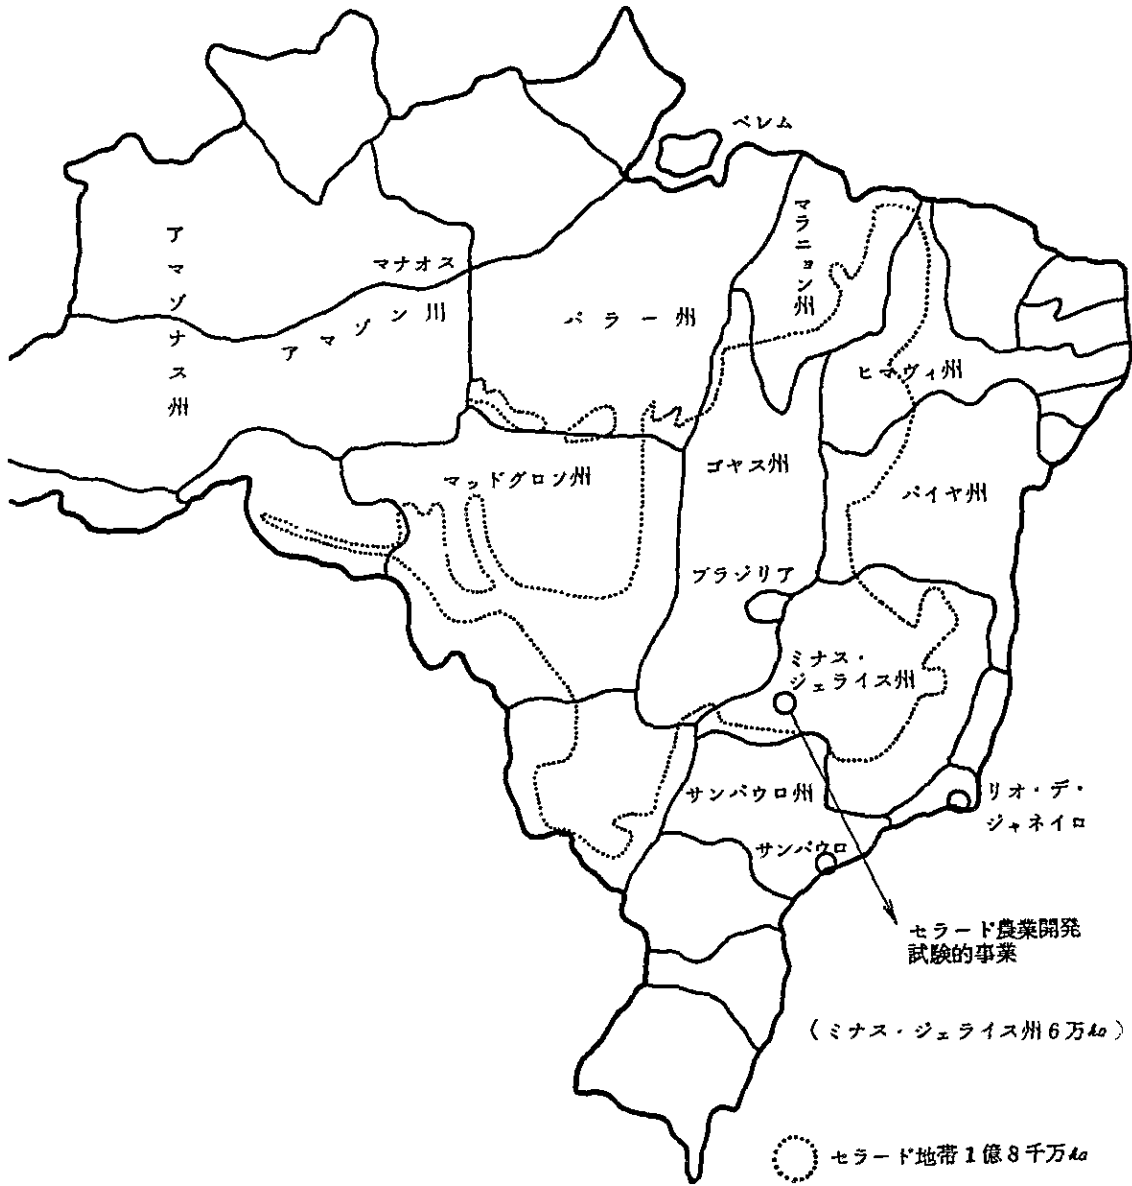 ベレム
マラニョン州
アマゾナス州
マナオス
アマゾン川
パラー州
ヒマヴィ州
マッドグロソ州
ゴヤス州
バイヤ州
ブラジリア
ミナス・
ジェライス州
サンパウロ州
リオ・デ・
ジャネイロ
サンパウロ
セラード農業開発
試験的事業
(ミナス・ジェライス州6万ha)
セラード地帯1億8千万ha